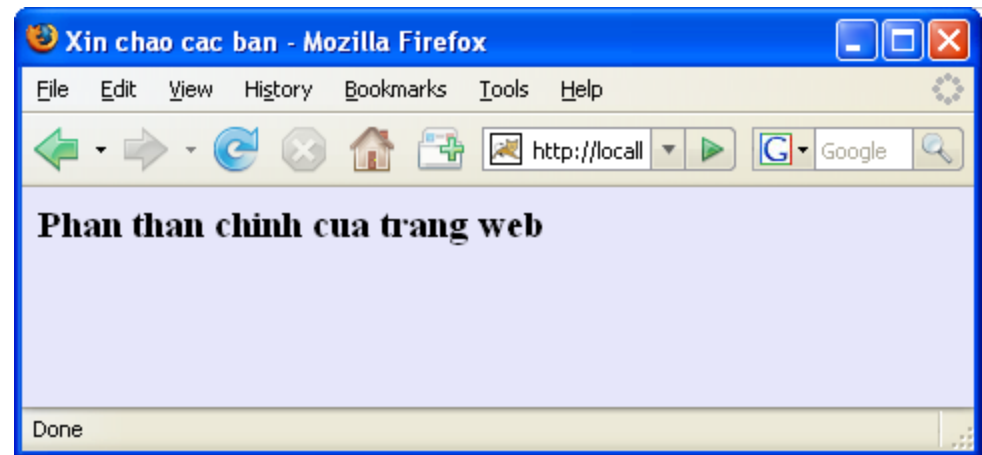 Xin chao cac ban - Mozilla Firefox
File Edit View History Bookmarks Tools Help
http://locall G Google
Phan than chinh cua trang web
Done